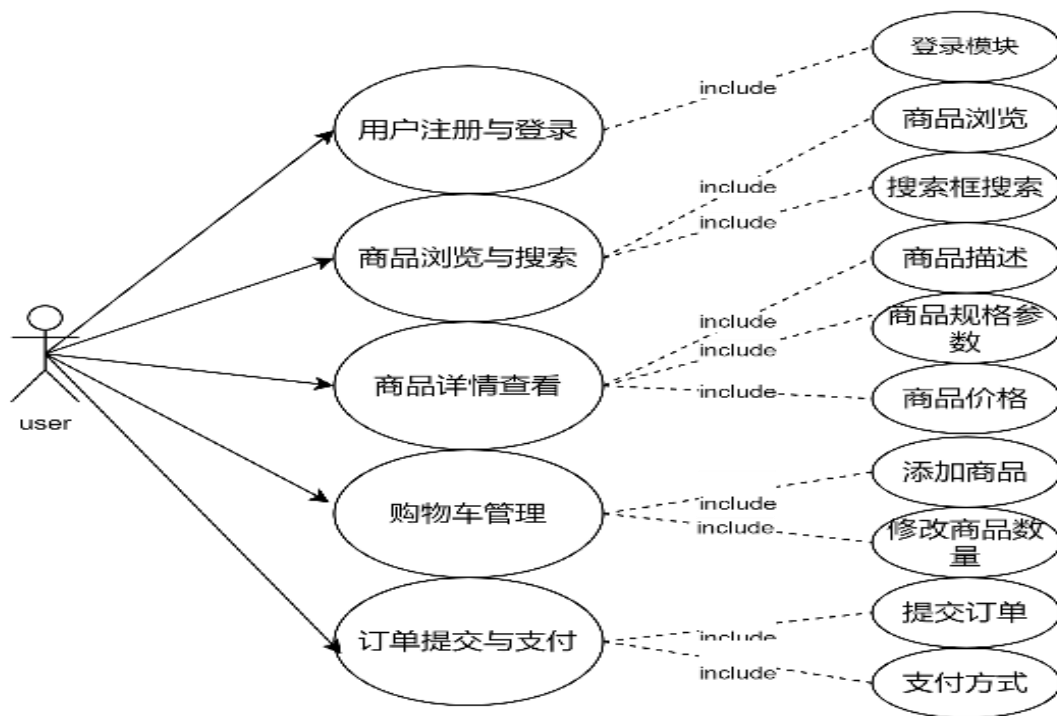 登录模块
include
用户注册与登录
商品浏览
include
搜索框搜索
include
商品浏览与搜索
商品描述
include
商品规格参
数
include
商品详情查看
include
商品价格
user
添加商品
include
购物车管理
include
修改商品数
量
提交订单
include
订单提交与支付
include
支付方式